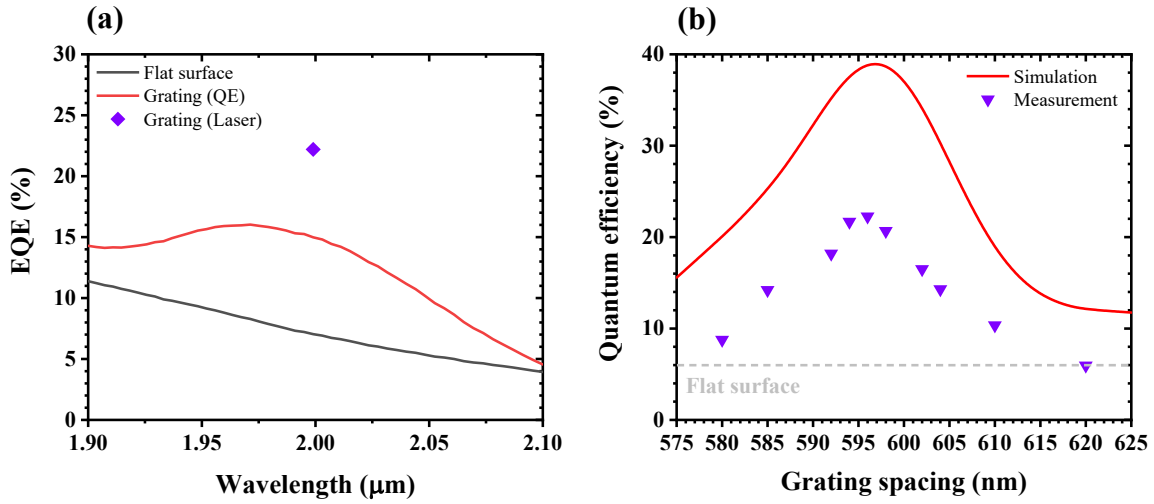 (a)
30
25
20
15
10
5
0
EQE (%)
Flat surface
Grating (QE)
Grating (Laser)
1.90 1.95 2.00 2.05 2.10
Wavelength (μm)
(b)
40
30
20
10
0
Quantum efficiency (%)
Simulation
Measurement
Flat surface
575 580 585 590 595 600 605 610 615 620 625
Grating spacing (nm)